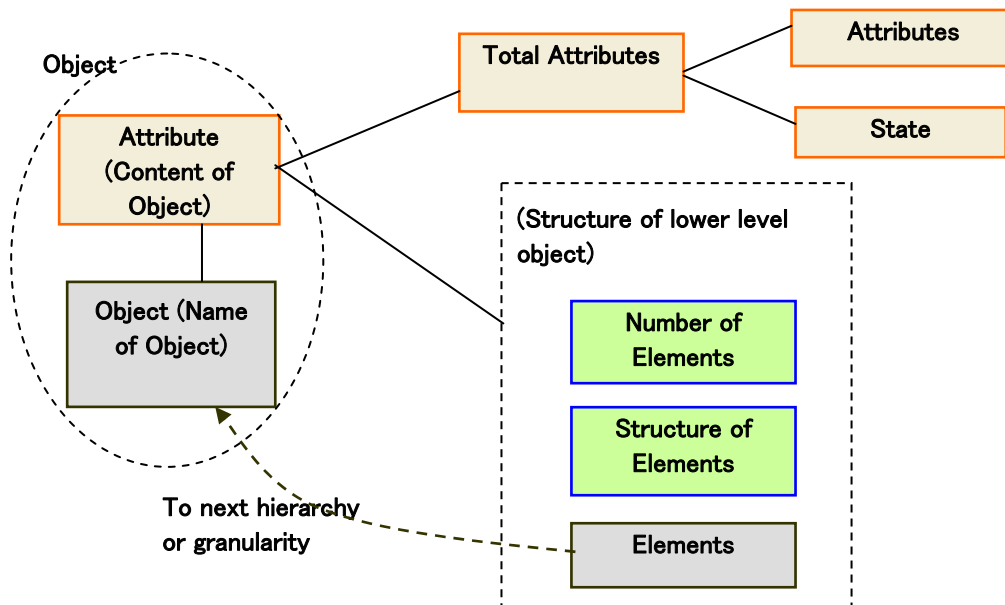 Object
Attribute
(Content of
Object)
Object (Name
of Object)
Total Attributes
Attributes
State
(Structure of lower level
object)
Number of
Elements
Structure of
Elements
Elements
To next hierarchy
or granularity